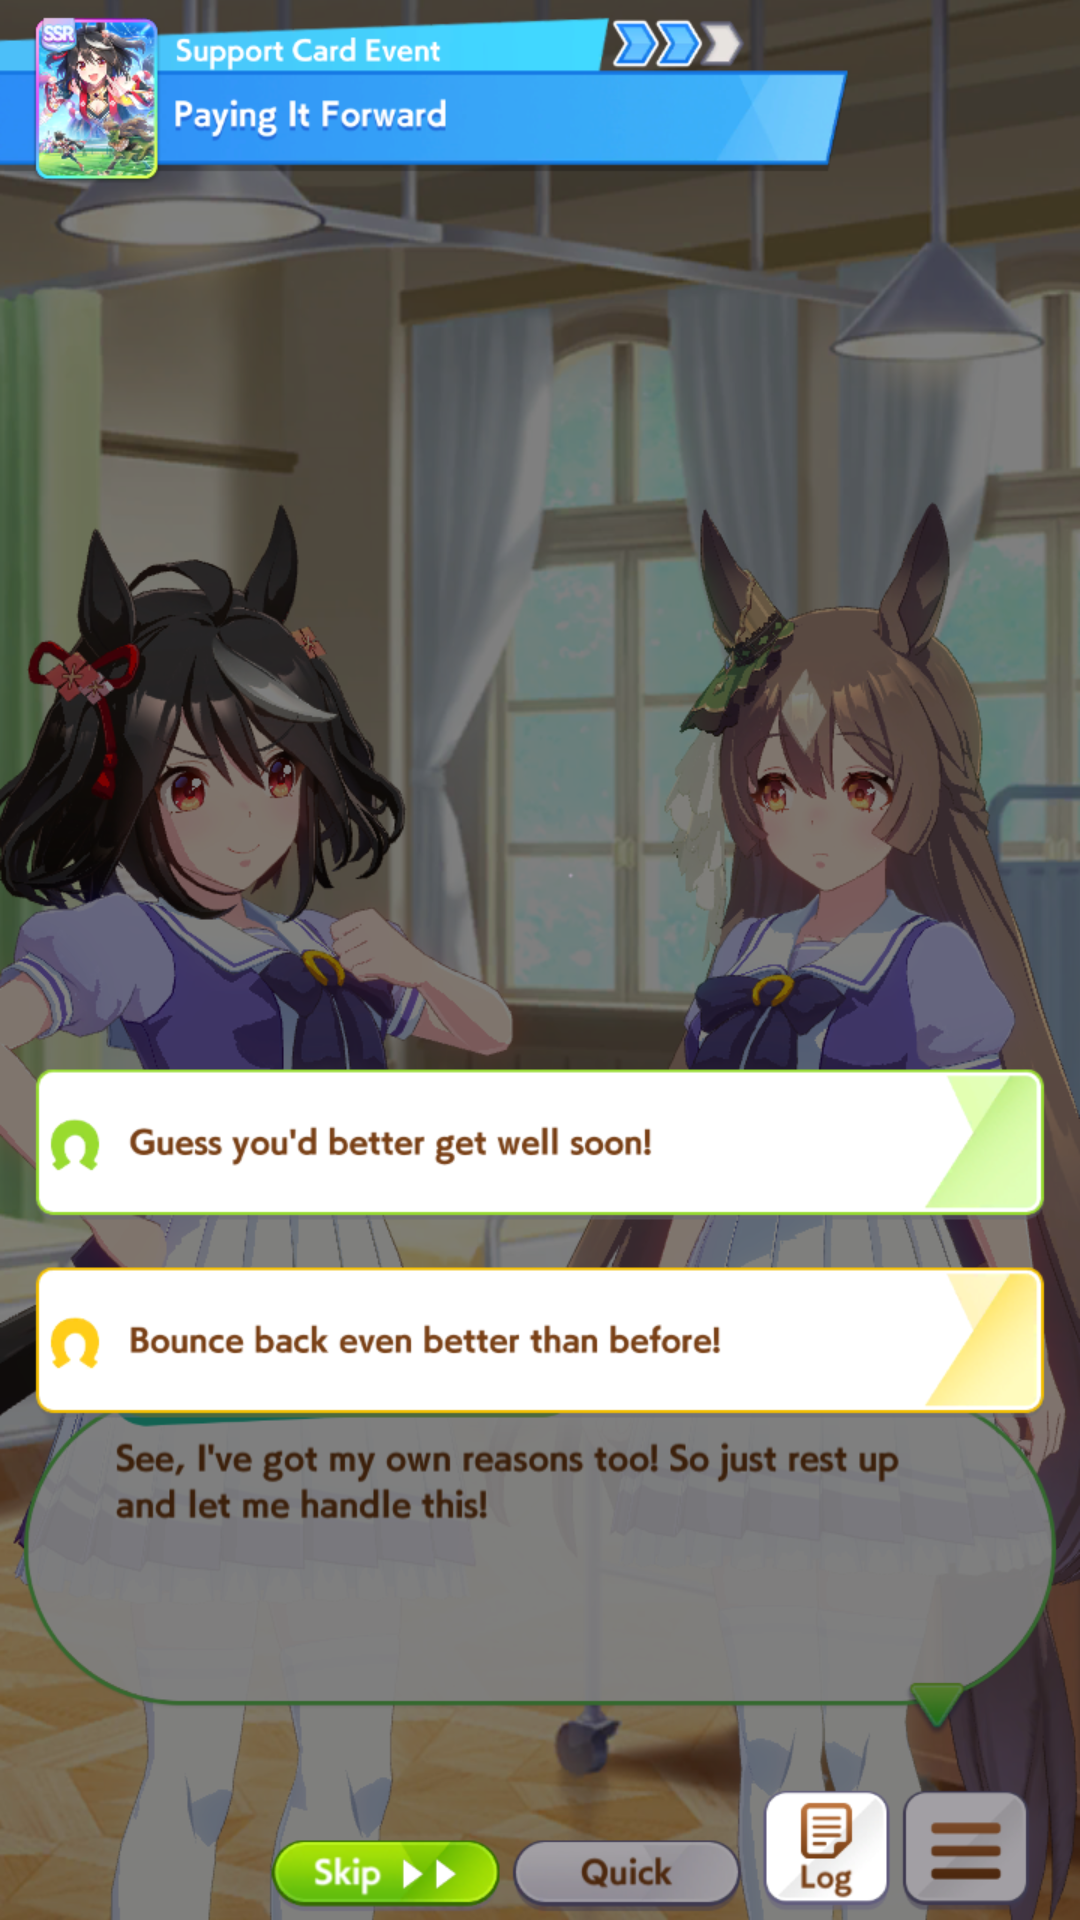 SSR
Support Card Event
Paying It Forward
Guess you'd better get well soon!
Bounce back even better than before!
See, I've got my own reasons too! So just rest up
and let me handle this!
Skip
Quick
Log